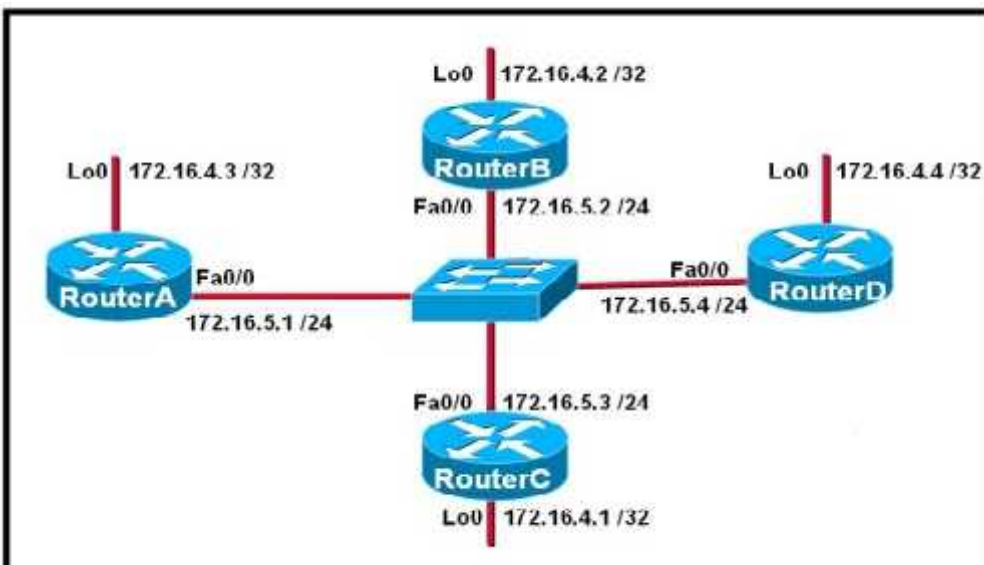 Lo0 172.16.4.2 /32
RouterB
Fa0/0 172.16.5.2 /24
Lo0 172.16.4.3 /32
RouterA
Fa0/0
172.16.5.1 /24
Lo0 172.16.4.4 /32
RouterD
Fa0/0
172.16.5.4 /24
Fa0/0 172.16.5.3 /24
RouterC
Lo0 172.16.4.1 /32